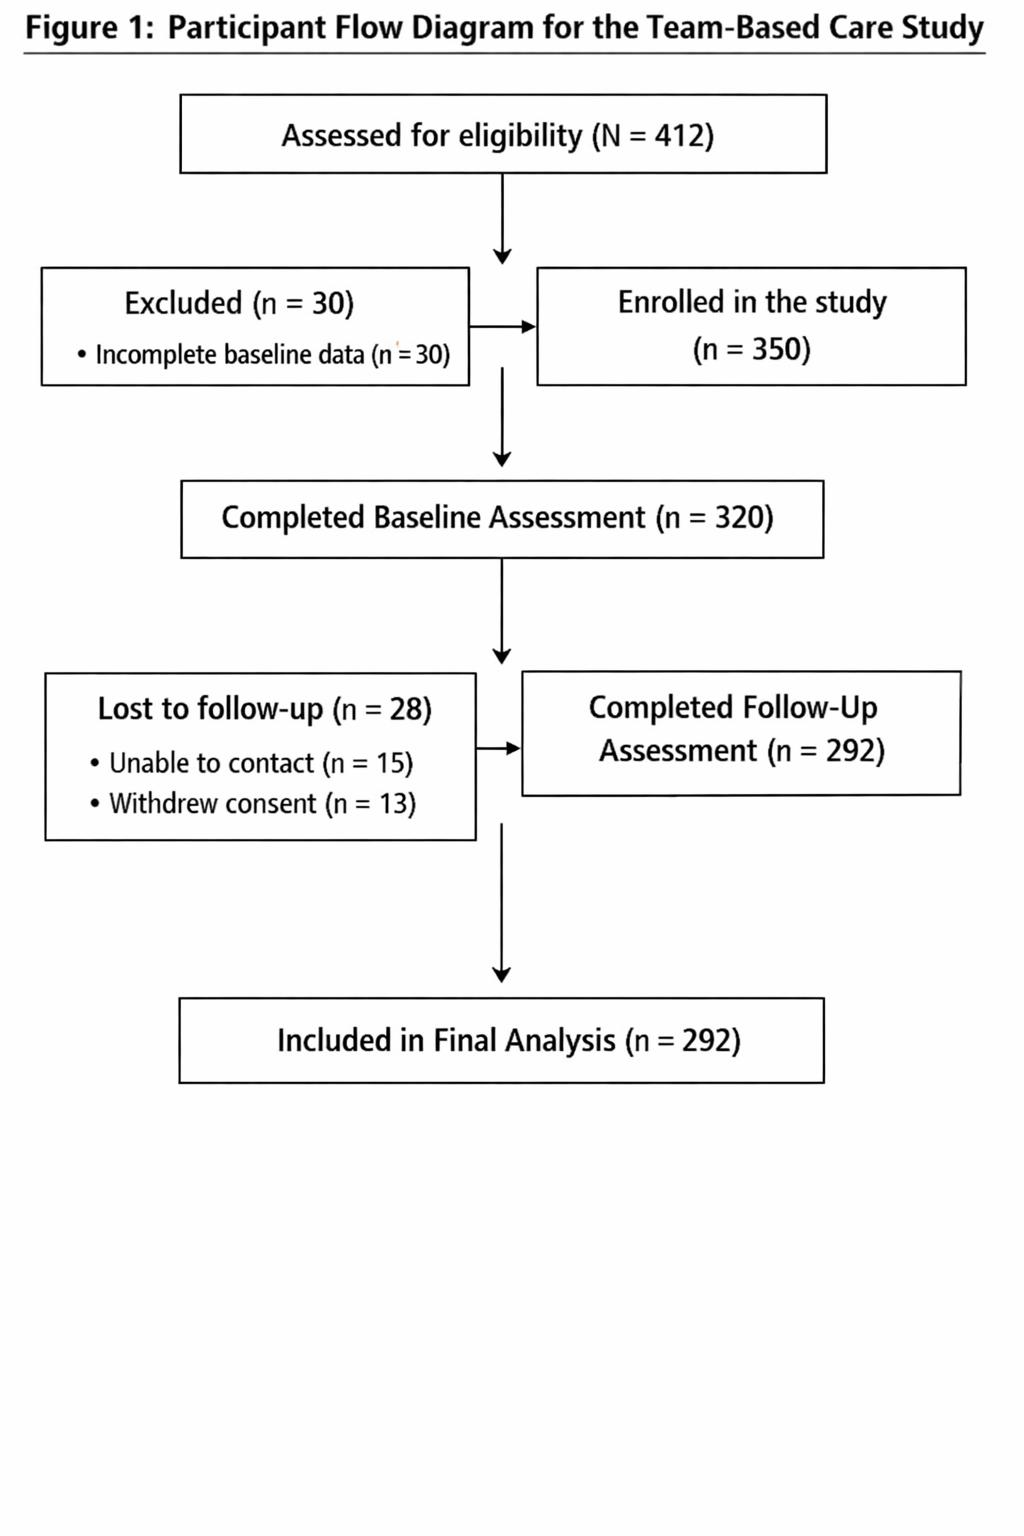 Figure 1: Participant Flow Diagram for the Team-Based Care Study
Assessed for eligibility (N = 412)
Excluded (n = 30)
• Incomplete baseline data (n = 30)
Enrolled in the study
(n = 350)
Completed Baseline Assessment (n = 320)
Lost to follow-up (n = 28)
• Unable to contact (n = 15)
• Withdrew consent (n = 13)
Completed Follow-Up
Assessment (n = 292)
Included in Final Analysis (n = 292)